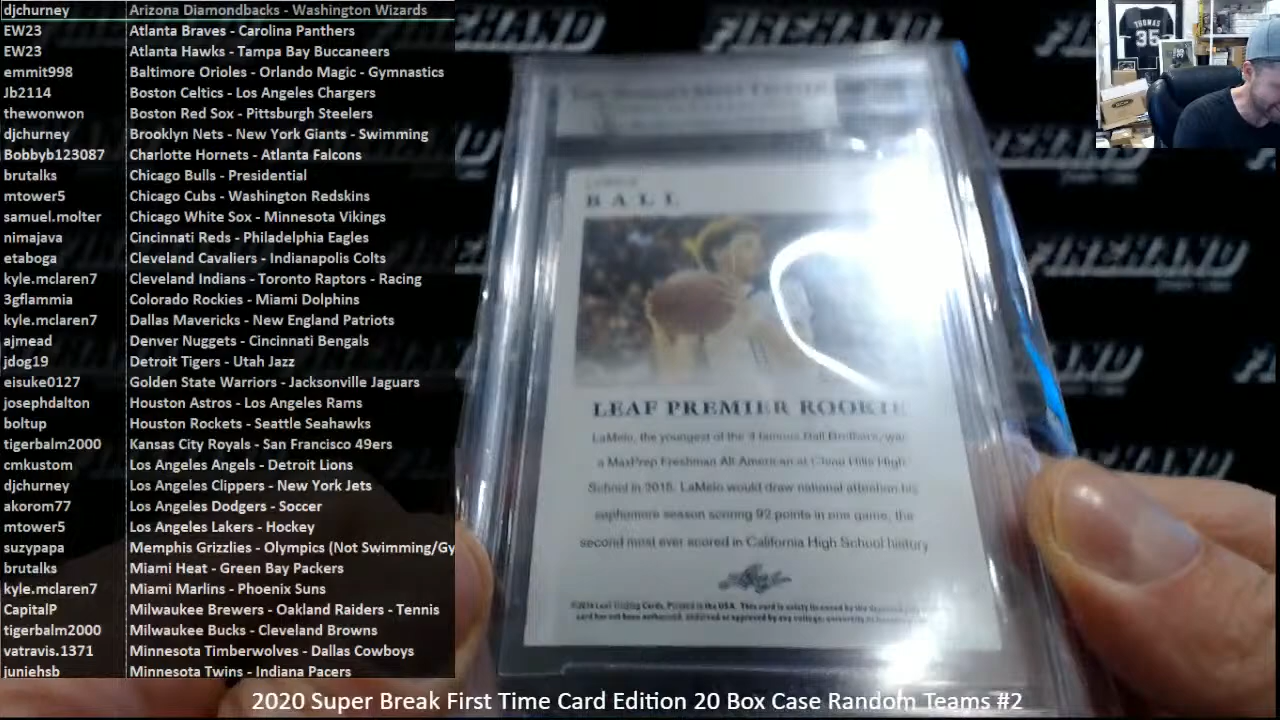 djchurney Arizona Diamondbacks - Washington Wizards
EW23 Atlanta Braves - Carolina Panthers
EW23 Atlanta Hawks - Tampa Bay Buccaneers
emmit998 Baltimore Orioles - Orlando Magic - Gymnastics
Jb2114 Boston Celtics - Los Angeles Chargers
thewonwon Boston Red Sox - Pittsburgh Steelers
djchurney Brooklyn Nets - New York Giants - Swimming
Bobbyb123087 Charlotte Hornets - Atlanta Falcons
brutalks Chicago Bulls - Presidential
mtower5 Chicago Cubs - Washington Redskins
samuel.molter Chicago White Sox - Minnesota Vikings
nimajava Cincinnati Reds - Philadelphia Eagles
etaboga Cleveland Cavaliers - Indianapolis Colts
kyle.mclaren7 Cleveland Indians - Toronto Raptors - Racing
3gflammia Colorado Rockies - Miami Dolphins
kyle.mclaren7 Dallas Mavericks - New England Patriots
ajmead Denver Nuggets - Cincinnati Bengals
jdog19 Detroit Tigers - Utah Jazz
eisuke0127 Golden State Warriors - Jacksonville Jaguars
josephdalton Houston Astros - Los Angeles Rams
boltup Houston Rockets - Seattle Seahawks
tigerbalm2000 Kansas City Royals - San Francisco 49ers
cmkustom Los Angeles Angels - Detroit Lions
djchurney Los Angeles Clippers - New York Jets
akorom77 Los Angeles Dodgers - Soccer
mtower5 Los Angeles Lakers - Hockey
suzypapa Memphis Grizzlies - Olympics (Not Swimming/Gy
brutalks Miami Heat - Green Bay Packers
kyle.mclaren7 Miami Marlins - Phoenix Suns
CapitalP Milwaukee Brewers - Oakland Raiders - Tennis
tigerbalm2000 Milwaukee Bucks - Cleveland Browns
vatravis.1371 Minnesota Timberwolves - Dallas Cowboys
juniehsb Minnesota Twins - Indiana Pacers
THOMAS
35
FIREHAND
BALL
LEAF PREMIER ROOKIE
LaMelo, the youngest of the 3 famous Ball Brothers, was
a MaxPrep Freshman All-American at Chino Hills High
School in 2015. LaMelo would draw national attention his
sophomore season scoring 92 points in one game, the
second most ever scored in California High School history
Leaf
2020 Super Break First Time Card Edition 20 Box Case Random Teams #2